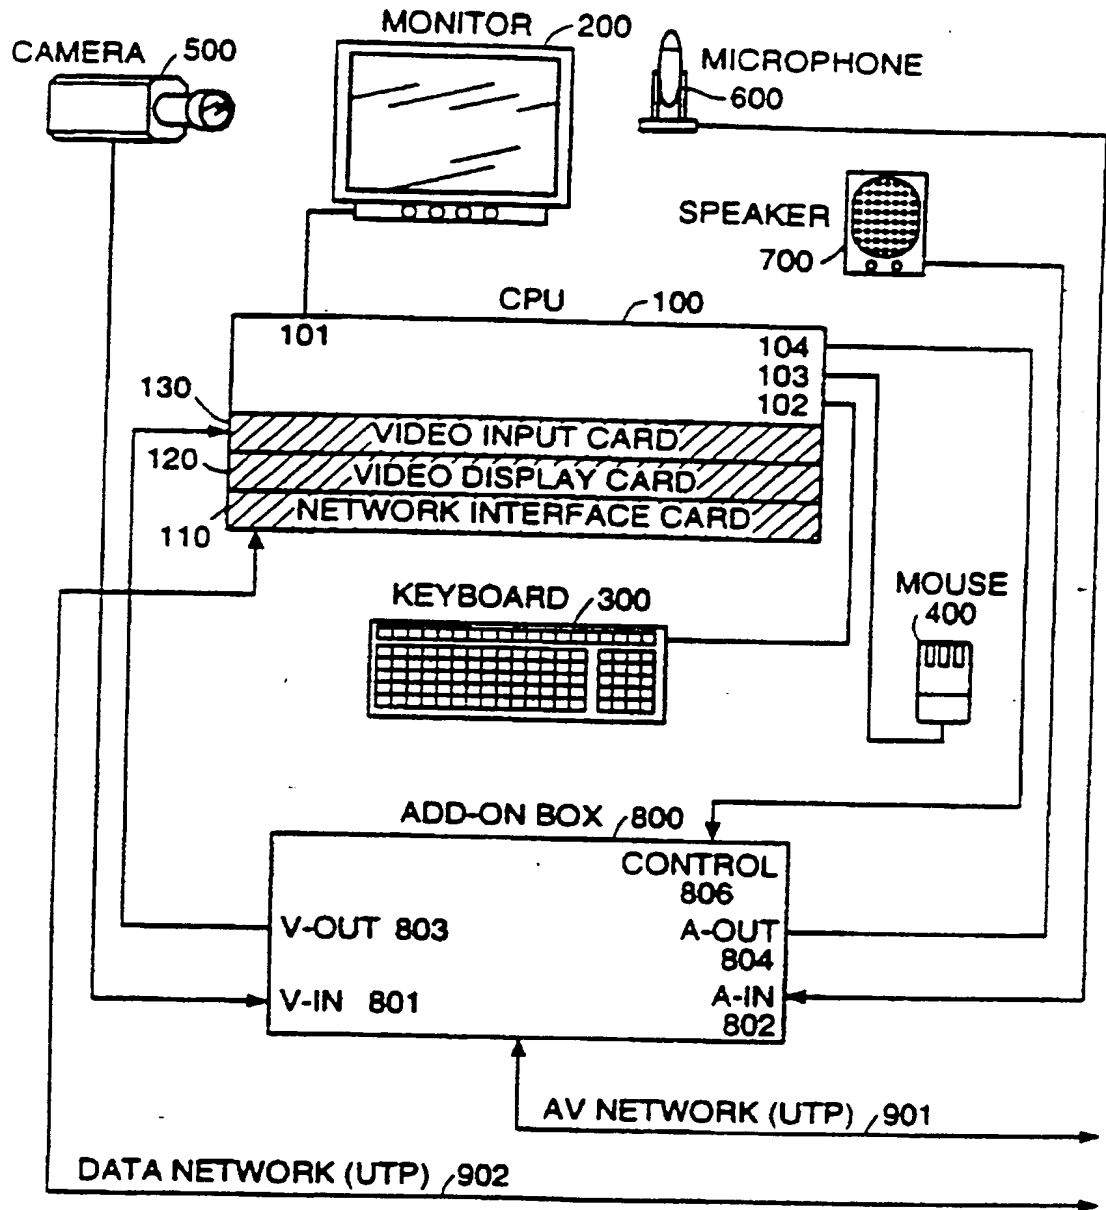 MONITOR 200
CAMERA 500
MICROPHONE
600
SPEAKER
700
CPU 100
101
104
103
102
130
VIDEO INPUT CARD
120
VIDEO DISPLAY CARD
110
NETWORK INTERFACE CARD
KEYBOARD 300
MOUSE
400
ADD-ON BOX 800
CONTROL
806
V-OUT 803
A-OUT
804
V-IN 801
A-IN
802
AV NETWORK (UTP) 901
DATA NETWORK (UTP) 902